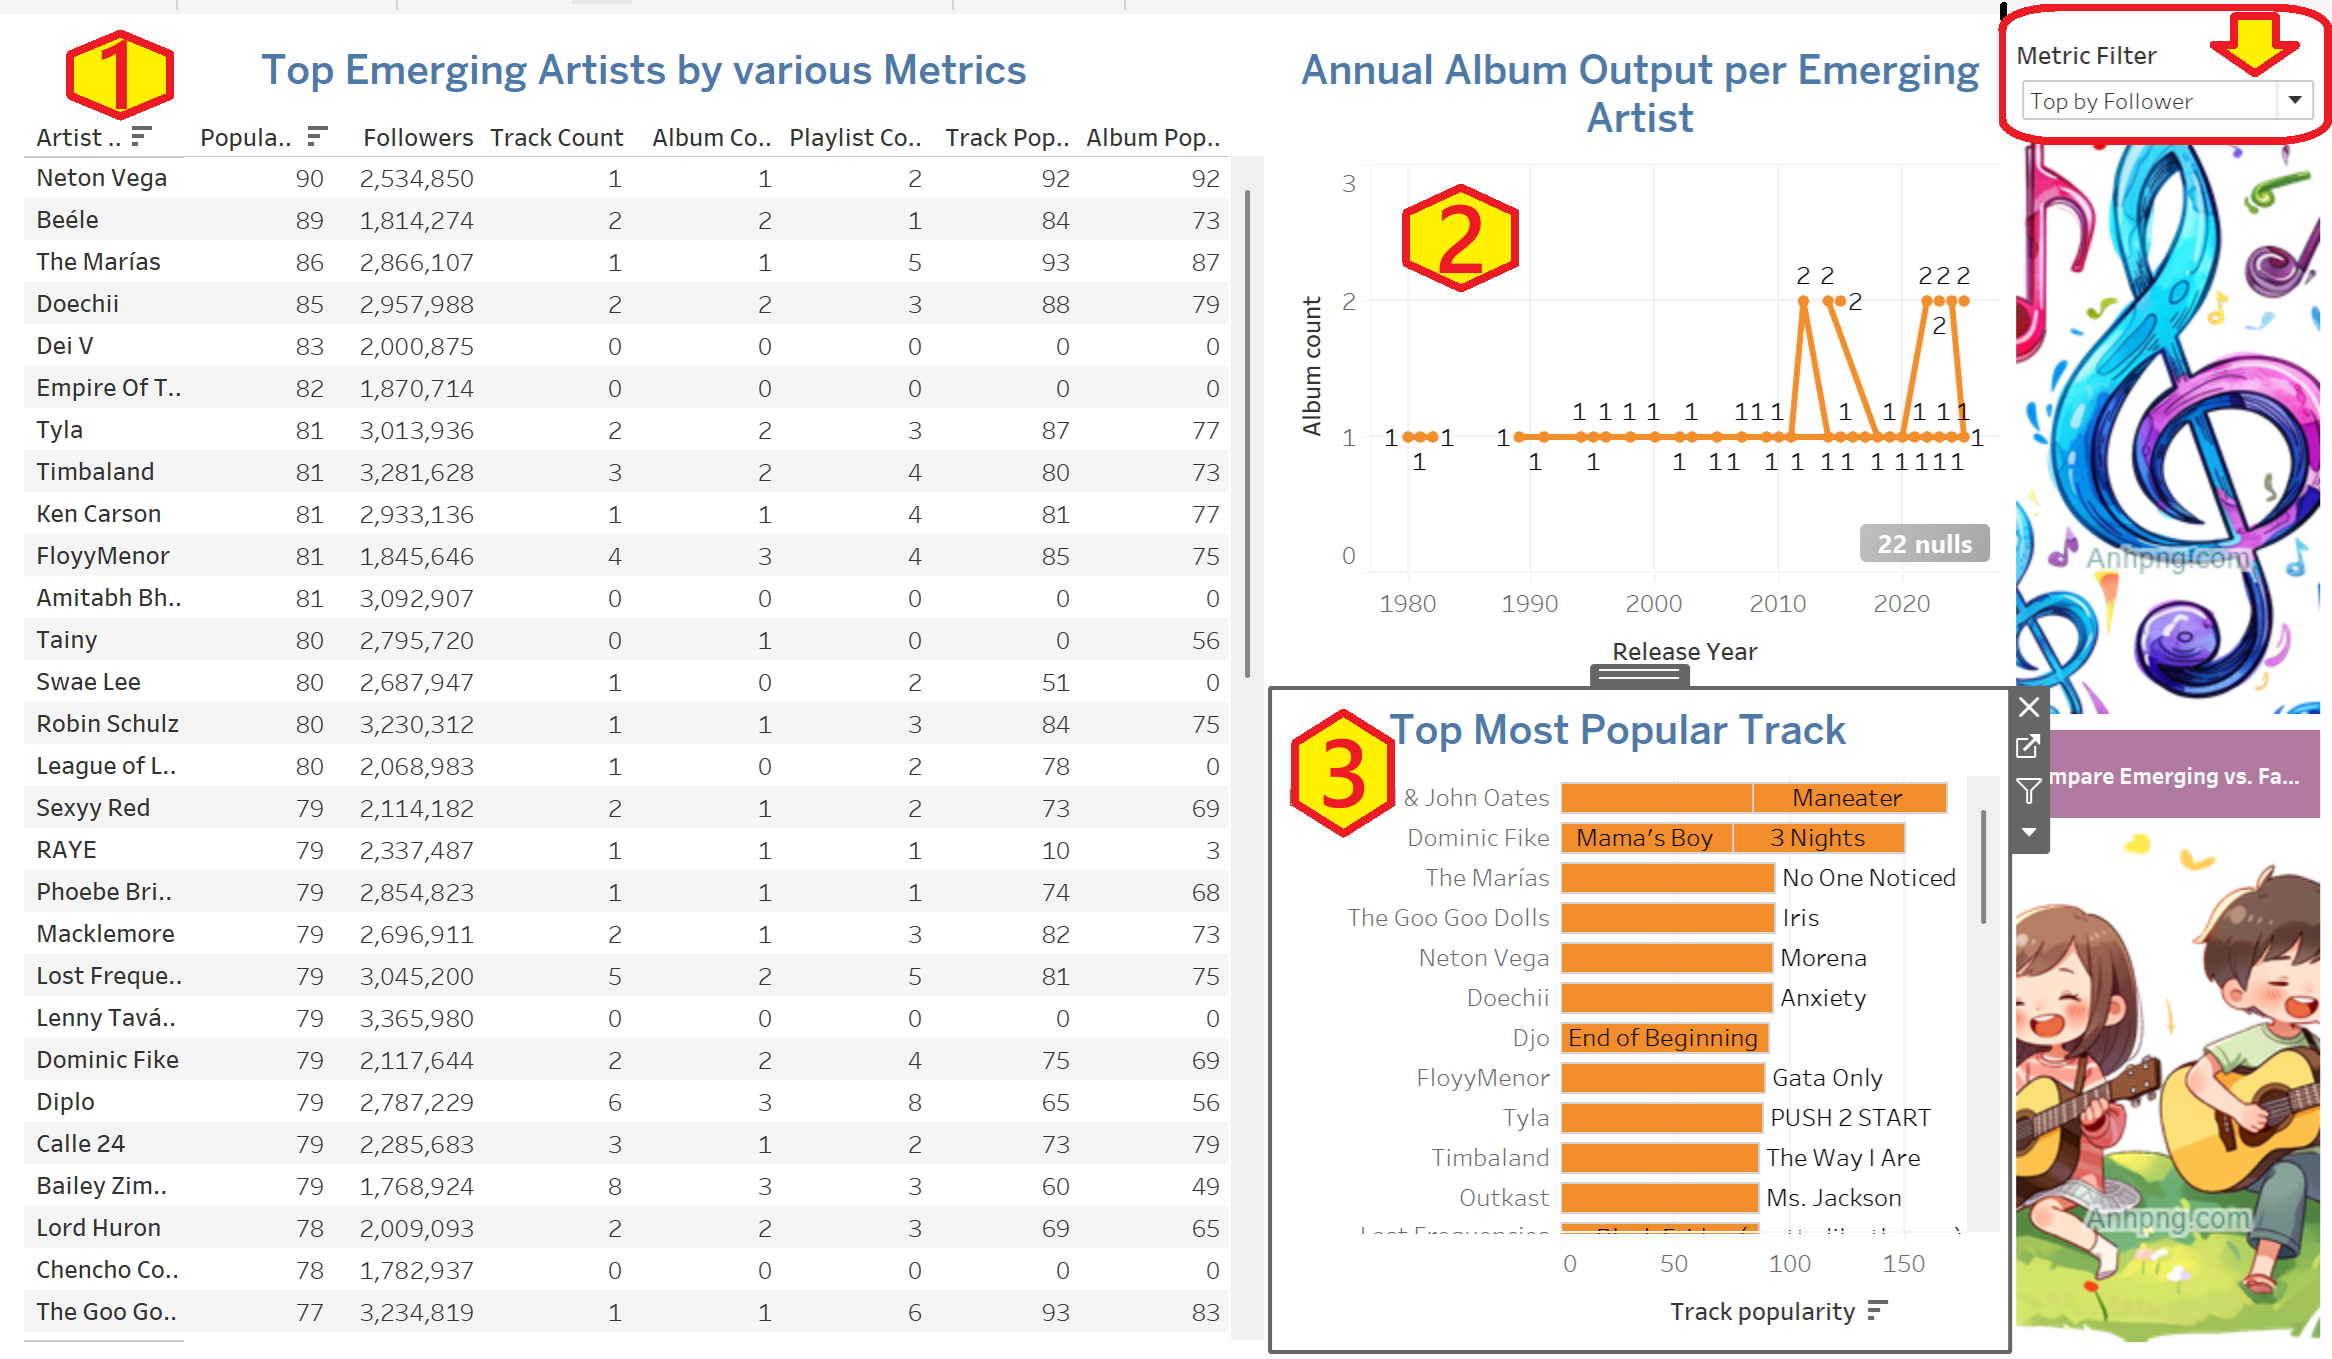 1
Top Emerging Artists by various Metrics
Artist .. Popula.. Followers Track Count Album Co.. Playlist Co.. Track Pop.. Album Pop..
Neton Vega 90 2,534,850 1 1 2 92 92
Beéle 89 1,814,274 2 2 1 84 73
The Marías 86 2,866,107 1 1 5 93 87
Doechii 85 2,957,988 2 2 3 88 79
Dei V 83 2,000,875 0 0 0 0 0
Empire Of T.. 82 1,870,714 0 0 0 0 0
Tyla 81 3,013,936 2 2 3 87 77
Timbaland 81 3,281,628 3 2 4 80 73
Ken Carson 81 2,933,136 1 1 4 81 77
FloyyMenor 81 1,845,646 4 3 4 85 75
Amitabh Bh.. 81 3,092,907 0 0 0 0 0
Tainy 80 2,795,720 0 1 0 0 56
Swae Lee 80 2,687,947 1 0 2 51 0
Robin Schulz 80 3,230,312 1 1 3 84 75
League of L.. 80 2,068,983 1 0 2 78 0
Sexyy Red 79 2,114,182 2 1 2 73 69
RAYE 79 2,337,487 1 1 1 10 3
Phoebe Bri.. 79 2,854,823 1 1 1 74 68
Macklemore 79 2,696,911 2 1 3 82 73
Lost Freque.. 79 3,045,200 5 2 5 81 75
Lenny Tavá.. 79 3,365,980 0 0 0 0 0
Dominic Fike 79 2,117,644 2 2 4 75 69
Diplo 79 2,787,229 6 3 8 65 56
Calle 24 79 2,285,683 3 1 2 73 79
Bailey Zim.. 79 1,768,924 8 3 3 60 49
Lord Huron 78 2,009,093 2 2 3 69 65
Chencho Co.. 78 1,782,937 0 0 0 0 0
The Goo Go.. 77 3,234,819 1 1 6 93 83
Annual Album Output per Emerging
Artist
2
Album count
3
2 2 2 2 2
2 2
2
1 1 1 1 1 1 1 1 1 1 1 1 1
1 1 1 1 1 1
1 1 1 1 1 1 1 1 1 1 1 1 1 1
0
22 nulls
1980 1990 2000 2010 2020
Release Year
3
Top Most Popular Track
& John Oates Maneater
Dominic Fike Mama's Boy 3 Nights
The Marías No One Noticed
The Goo Goo Dolls Iris
Neton Vega Morena
Doechii Anxiety
Djo End of Beginning
FloyyMenor Gata Only
Tyla PUSH 2 START
Timbaland The Way I Are
Outkast Ms. Jackson
Lost Frequencies
0 50 100 150
Track popularity
Metric Filter
Top by Follower
Anhpng.com
mpare Emerging vs. Fa...
Anhpng.com